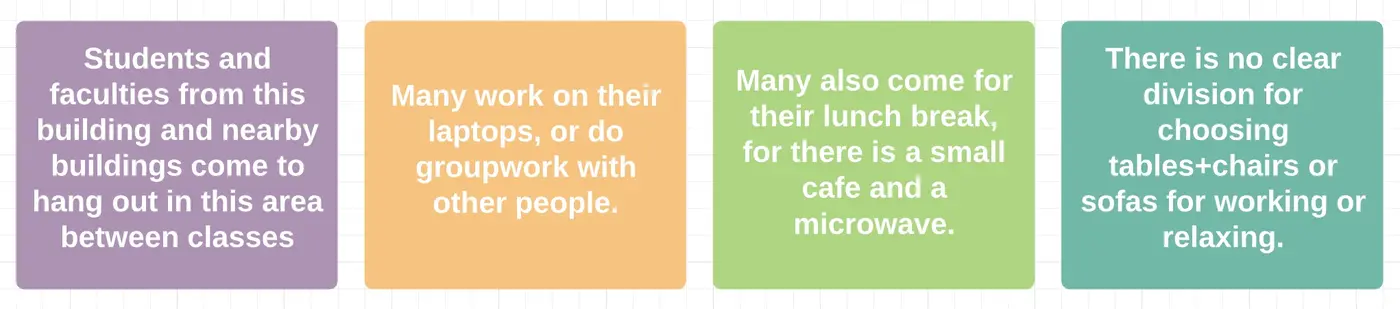 Students and
faculties from this
building and nearby
buildings come to
hang out in this area
between classes
Many work on their
laptops, or do
groupwork with
other people.
Many also come for
their lunch break,
for there is a small
cafe and a
microwave.
There is no clear
division for
choosing
tables+chairs or
sofas for working or
relaxing.